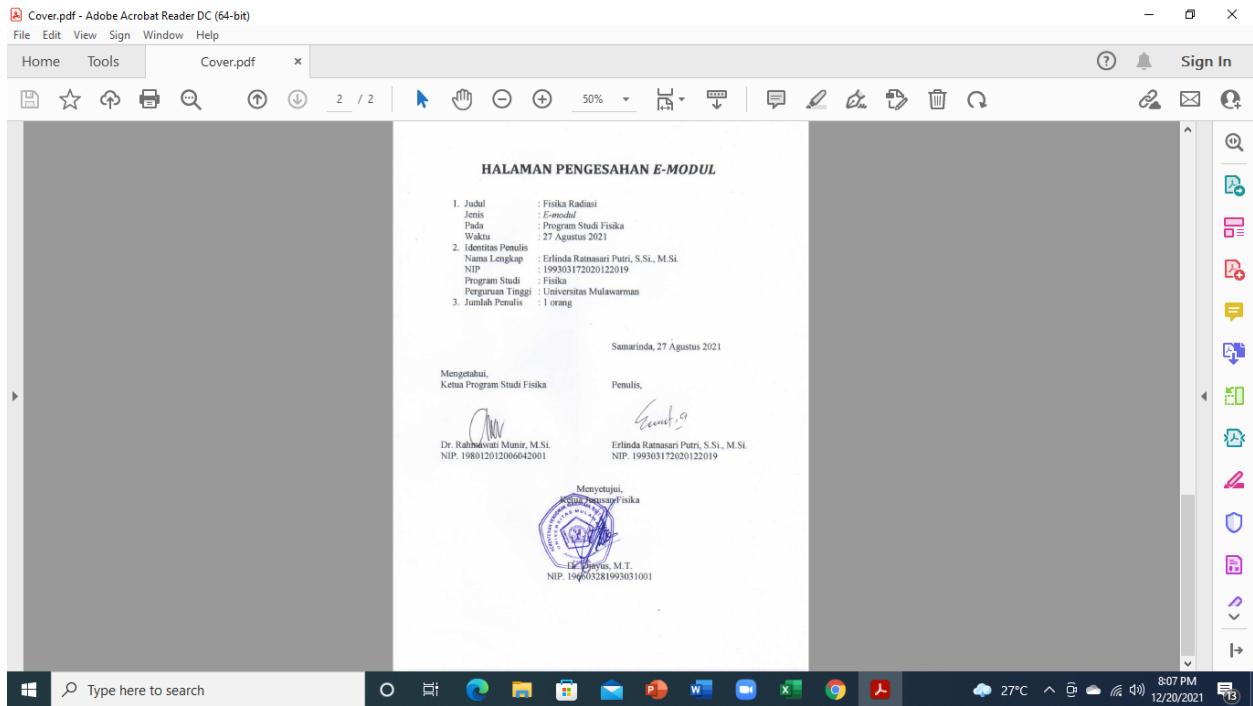 Cover.pdf - Adobe Acrobat Reader DC (64-bit)
File Edit View Sign Window Help
Home Tools Cover.pdf × Sign In
2 / 2 50%
HALAMAN PENGESAHAN E-MODUL
1. Judul : Fisika Radiasi
Jenis : E-modul
Pada : Program Studi Fisika
Waktu : 27 Agustus 2021
2. Identitas Penulis
Nama Lengkap : Erlinda Ratnasari Putri, S.Si., M.Si.
NIP : 199303172020122019
Program Studi : Fisika
Perguruan Tinggi : Universitas Mulawarman
3. Jumlah Penulis : 1 orang
Samarinda, 27 Agustus 2021
Mengetahui,
Ketua Program Studi Fisika Penulis,
Dr. Rahmawati Munir, M.Si. Erlinda Ratnasari Putri, S.Si., M.Si.
NIP. 198012012006042001 NIP. 199303172020122019
Menyetujui,
Ketua Jurusan Fisika
Dr. Djayus, M.T.
NIP. 196603281993031001
Type here to search
27°C
8:07 PM
12/20/2021
13